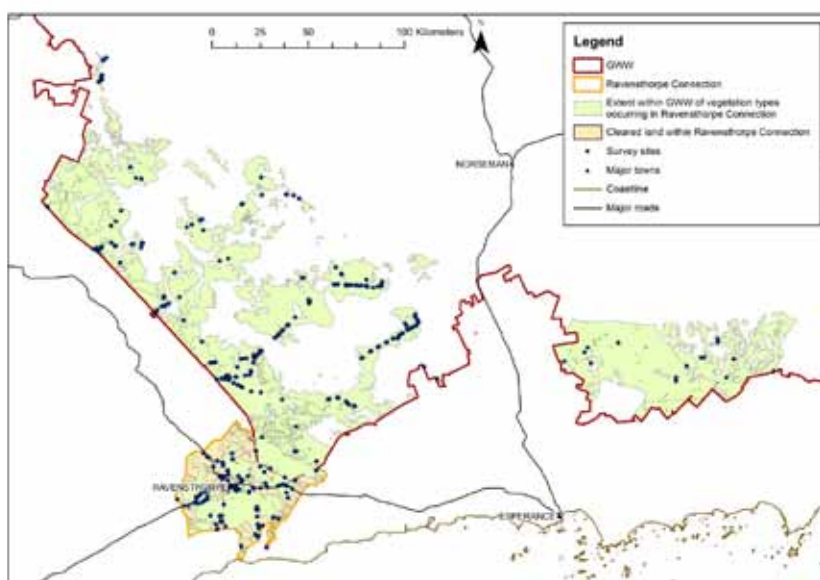 0 25 50 100 Kilometers
N
Legend
GWW
Ravensthorpe Connection
Extent within GWW of vegetation types
occurring in Ravensthorpe Connection
Cleared land within Ravensthorpe Connection
Survey sites
Major towns
Coastline
Major roads
NORSEMAN
RAVENSTHORPE
ESPERANCE